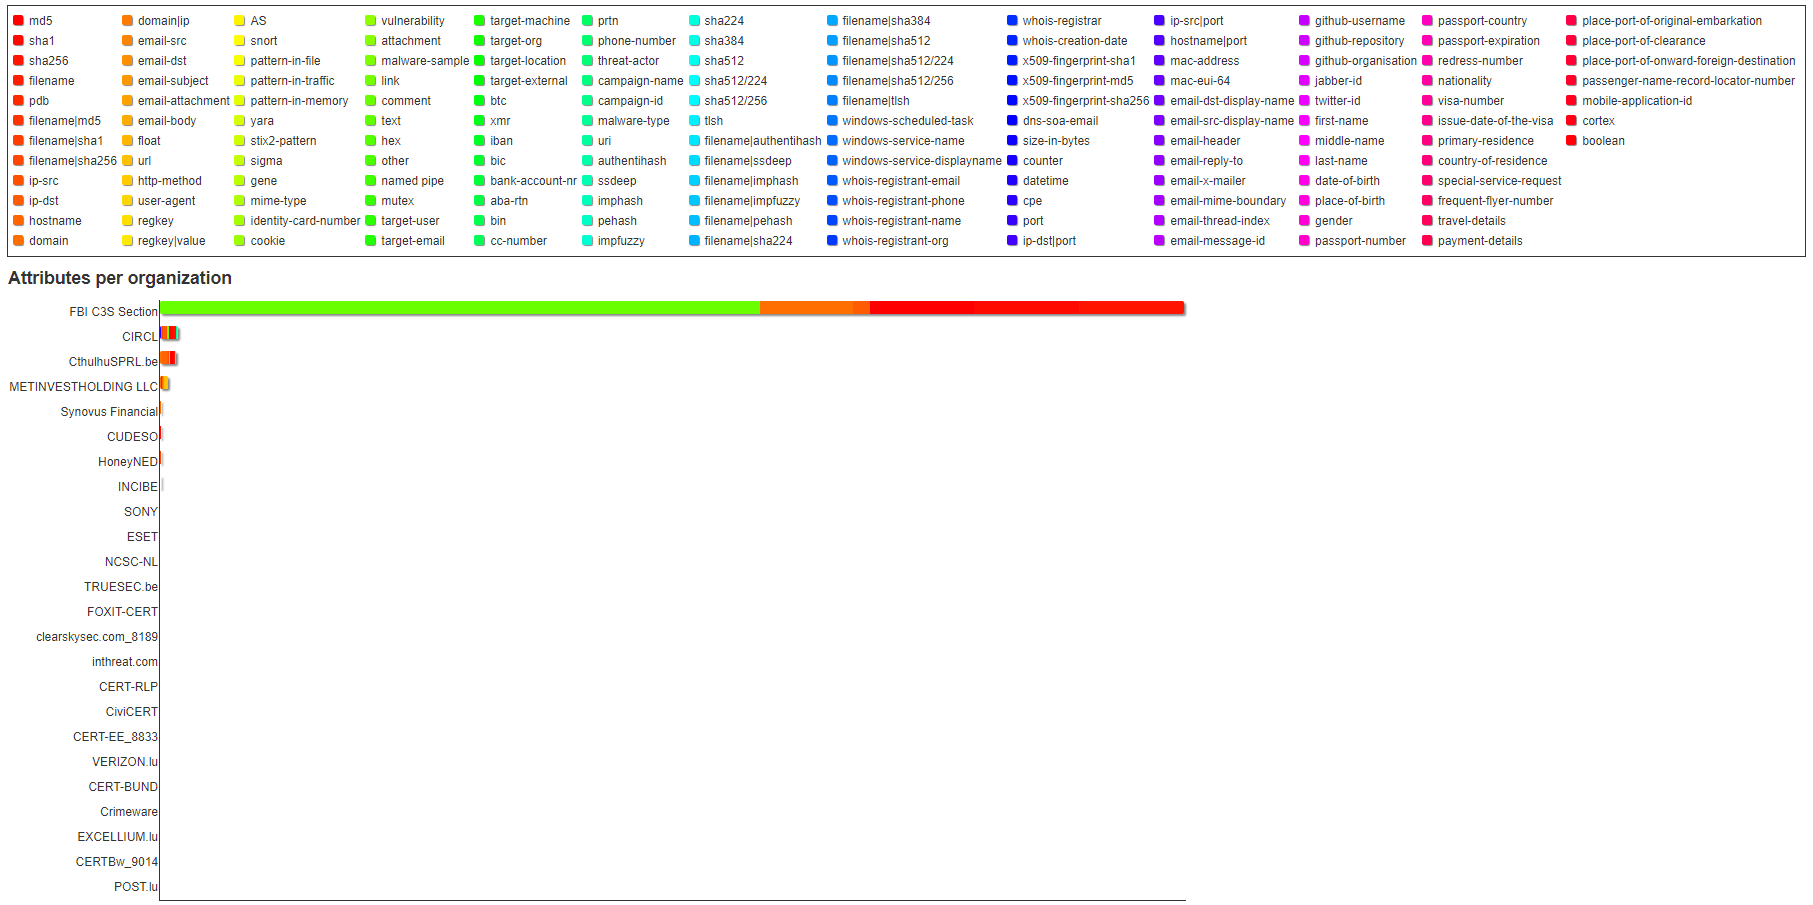 md5
sha1
sha256
filename
pdb
filename|md5
filename|sha1
filename|sha256
ip-src
ip-dst
hostname
domain
domain|ip
email-src
email-dst
email-subject
email-attachment
email-body
float
url
http-method
user-agent
regkey
regkey|value
AS
snort
pattern-in-file
pattern-in-traffic
pattern-in-memory
yara
stix2-pattern
sigma
gene
mime-type
identity-card-number
cookie
vulnerability
attachment
malware-sample
link
comment
text
hex
other
named pipe
mutex
target-user
target-email
target-machine
target-org
target-location
target-external
btc
xmr
iban
bic
bank-account-nr
aba-rtn
bin
cc-number
prtn
phone-number
threat-actor
campaign-name
campaign-id
malware-type
uri
authentihash
ssdeep
imphash
pehash
impfuzzy
sha224
sha384
sha512
sha512/224
sha512/256
tlsh
filename|authentihash
filename|ssdeep
filename|imphash
filename|impfuzzy
filename|pehash
filename|sha224
filename|sha384
filename|sha512
filename|sha512/224
filename|sha512/256
filename|tlsh
windows-scheduled-task
windows-service-name
windows-service-displayname
whois-registrant-email
whois-registrant-phone
whois-registrant-name
whois-registrant-org
whois-registrar
whois-creation-date
x509-fingerprint-sha1
x509-fingerprint-md5
x509-fingerprint-sha256
dns-soa-email
size-in-bytes
counter
datetime
cpe
port
ip-dst|port
ip-src|port
hostname|port
mac-address
mac-eui-64
email-dst-display-name
email-src-display-name
email-header
email-reply-to
email-x-mailer
email-mime-boundary
email-thread-index
email-message-id
github-username
github-repository
github-organisation
jabber-id
twitter-id
first-name
middle-name
last-name
date-of-birth
place-of-birth
gender
passport-number
passport-country
passport-expiration
redress-number
nationality
visa-number
issue-date-of-the-visa
primary-residence
country-of-residence
special-service-request
frequent-flyer-number
travel-details
payment-details
place-port-of-original-embarkation
place-port-of-clearance
place-port-of-onward-foreign-destination
passenger-name-record-locator-number
mobile-application-id
cortex
boolean
Attributes per organization
FBI C3S Section
CIRCL
CthulhuSPRL.be
METINVESTHOLDING LLC
Synovus Financial
CUDESO
HoneyNED
INCIBE
SONY
ESET
NCSC-NL
TRUESEC.be
FOXIT-CERT
clearskysec.com_8189
inthreat.com
CERT-RLP
CiviCERT
CERT-EE_8833
VERIZON.lu
CERT-BUND
Crimeware
EXCELLIUM.lu
CERTBw_9014
POST.lu